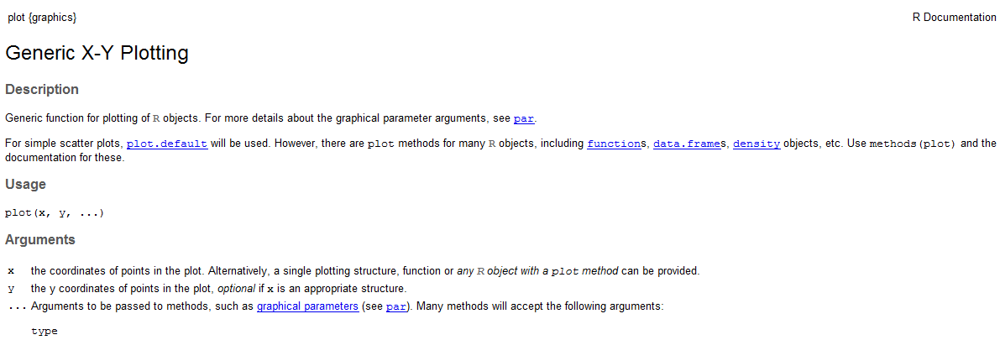 plot {graphics}
R Documentation
Generic X-Y Plotting
Description
Generic function for plotting of R objects. For more details about the graphical parameter arguments, see par.
For simple scatter plots, plot.default will be used. However, there are plot methods for many R objects, including functions, data.frames, density objects, etc. Use methods(plot) and the
documentation for these.
Usage
plot(x, y, ...)
Arguments
x the coordinates of points in the plot. Alternatively, a single plotting structure, function or any R object with a plot method can be provided.
y the y coordinates of points in the plot, optional if x is an appropriate structure.
... Arguments to be passed to methods, such as graphical parameters (see par). Many methods will accept the following arguments:
type